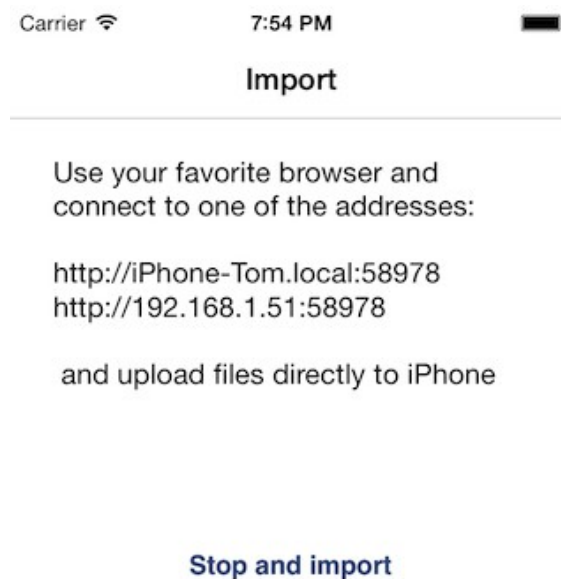 Carrier 7:54 PM
Import
Use your favorite browser and
connect to one of the addresses:
http://iPhone-Tom.local:58978
http://192.168.1.51:58978
and upload files directly to iPhone
Stop and import